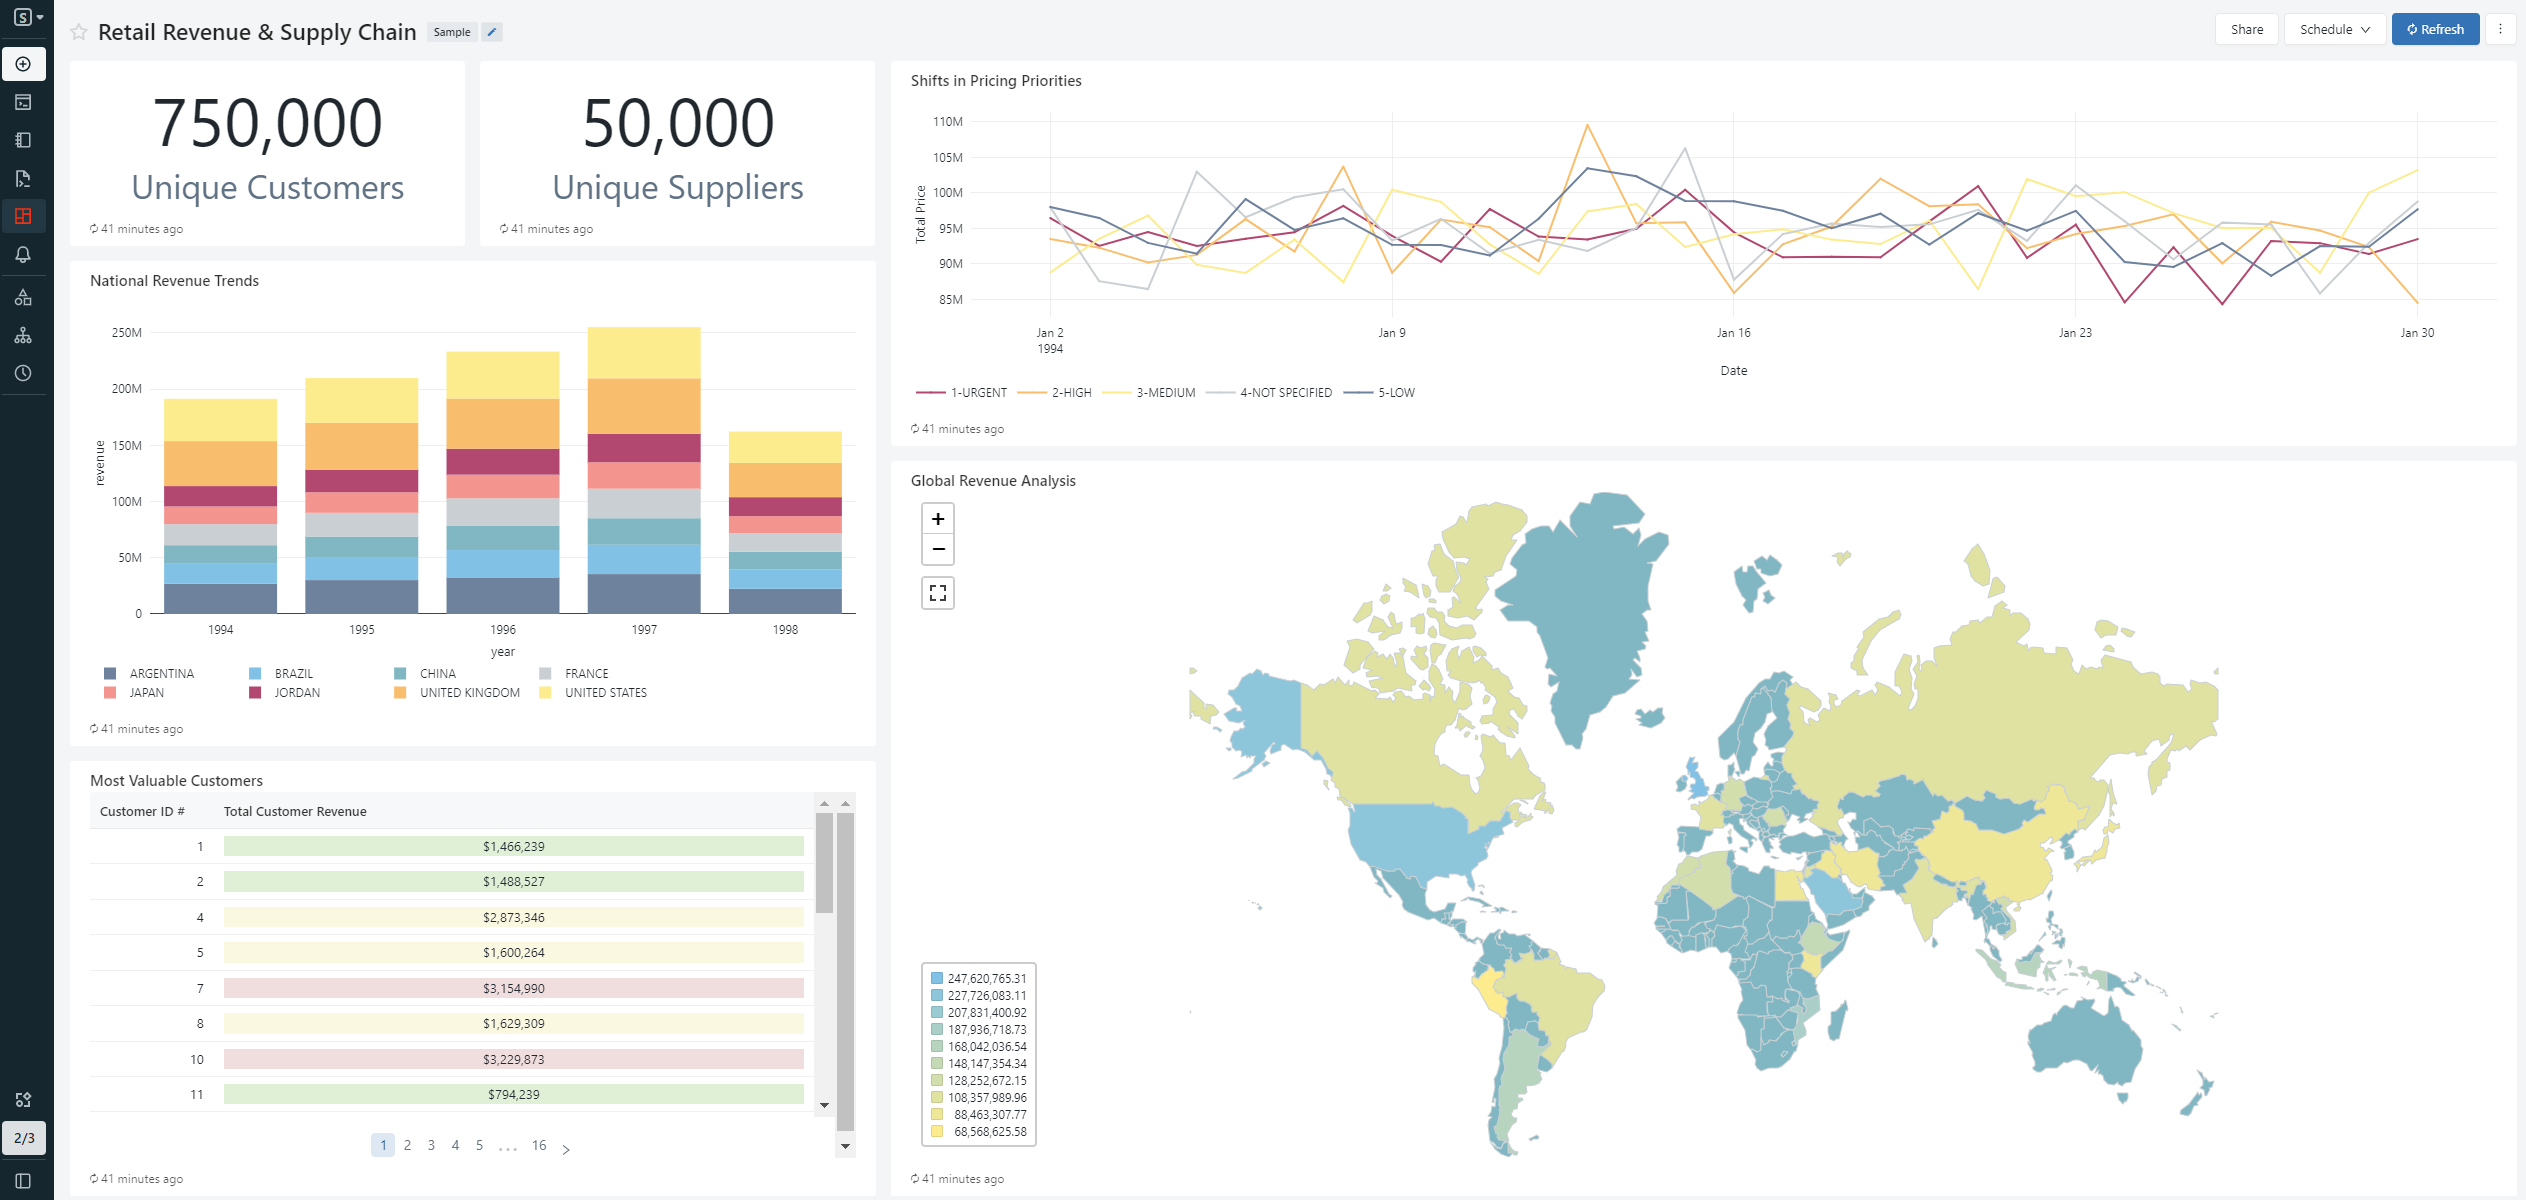 S
Retail Revenue & Supply Chain
Sample
Share
Schedule
Refresh
750,000
Unique Customers
41 minutes ago
50,000
Unique Suppliers
41 minutes ago
National Revenue Trends
250M
200M
150M
100M
50M
0
revenue
1994 1995 1996 1997 1998
year
ARGENTINA BRAZIL CHINA FRANCE
JAPAN JORDAN UNITED KINGDOM UNITED STATES
41 minutes ago
Most Valuable Customers
Customer ID # Total Customer Revenue
1 $1,466,239
2 $1,488,527
4 $2,873,346
5 $1,600,264
7 $3,154,990
8 $1,629,309
10 $3,229,873
11 $794,239
1 2 3 4 5 ... 16 >
41 minutes ago
Shifts in Pricing Priorities
110M
105M
100M
95M
90M
85M
Total Price
Jan 2 Jan 9 Jan 16 Jan 23 Jan 30
1994
Date
1-URGENT 2-HIGH 3-MEDIUM 4-NOT SPECIFIED 5-LOW
41 minutes ago
Global Revenue Analysis
+
−
247,620,765.31
227,726,083.11
207,831,400.92
187,936,718.73
168,042,036.54
148,147,354.34
128,252,672.15
108,357,989.96
88,463,307.77
68,568,625.58
41 minutes ago
2/3